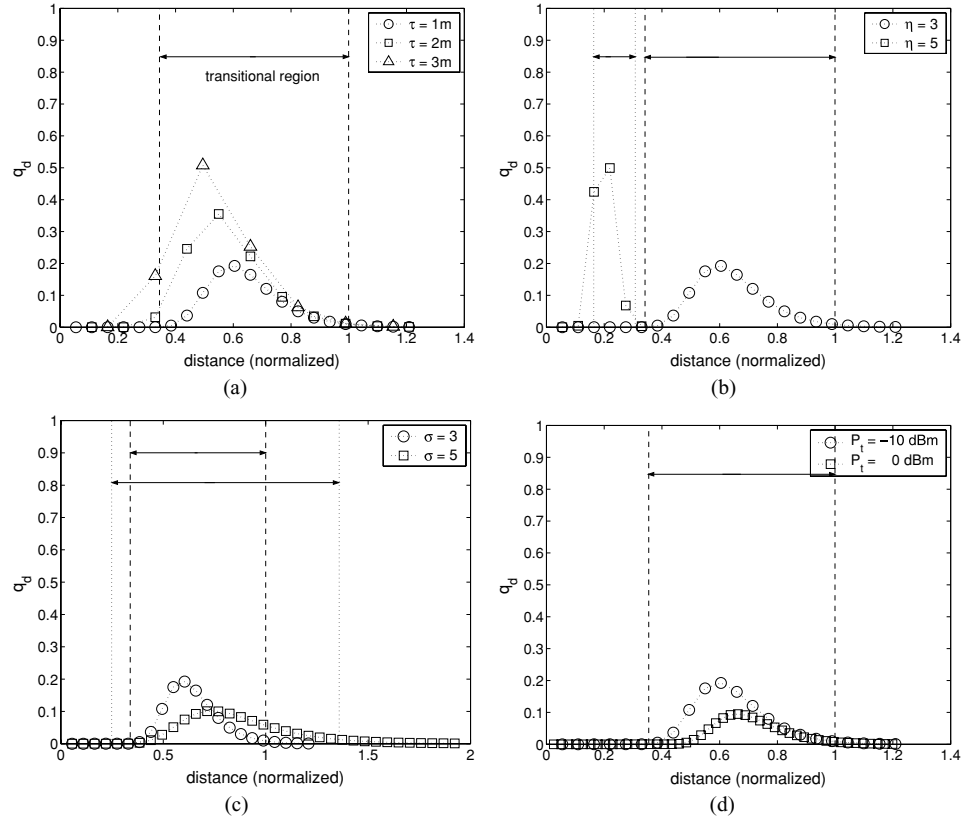 1
0.9
0.8
0.7
0.6
0.5
0.4
0.3
0.2
0.1
0
q_d
0 0.2 0.4 0.6 0.8 1 1.2 1.4
distance (normalized)
τ = 1m
τ = 2m
τ = 3m
transitional region
(a)
1
0.9
0.8
0.7
0.6
0.5
0.4
0.3
0.2
0.1
0
q_d
0 0.2 0.4 0.6 0.8 1 1.2 1.4
distance (normalized)
η = 3
η = 5
(b)
1
0.9
0.8
0.7
0.6
0.5
0.4
0.3
0.2
0.1
0
q_d
0 0.5 1 1.5 2
distance (normalized)
σ = 3
σ = 5
(c)
1
0.9
0.8
0.7
0.6
0.5
0.4
0.3
0.2
0.1
0
q_d
0 0.2 0.4 0.6 0.8 1 1.2 1.4
distance (normalized)
P_t = −10 dBm
P_t = 0 dBm
(d)